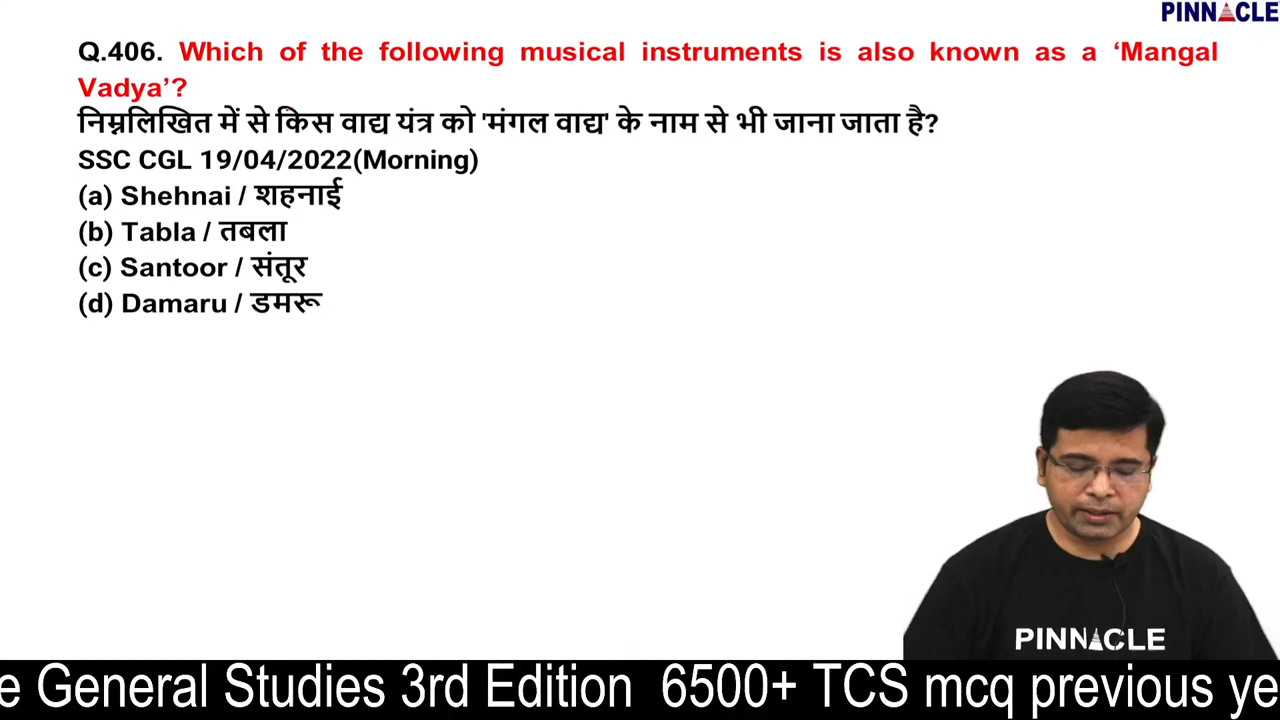 PINNACLE
Q.406. Which of the following musical instruments is also known as a ‘Mangal
Vadya’?
निम्नलिखित में से किस वाद्य यंत्र को 'मंगल वाद्य' के नाम से भी जाना जाता है?
SSC CGL 19/04/2022(Morning)
(a) Shehnai / शहनाई
(b) Tabla / तबला
(c) Santoor / संतूर
(d) Damaru / डमरू
PINNACLE
e General Studies 3rd Edition 6500+ TCS mcq previous ye